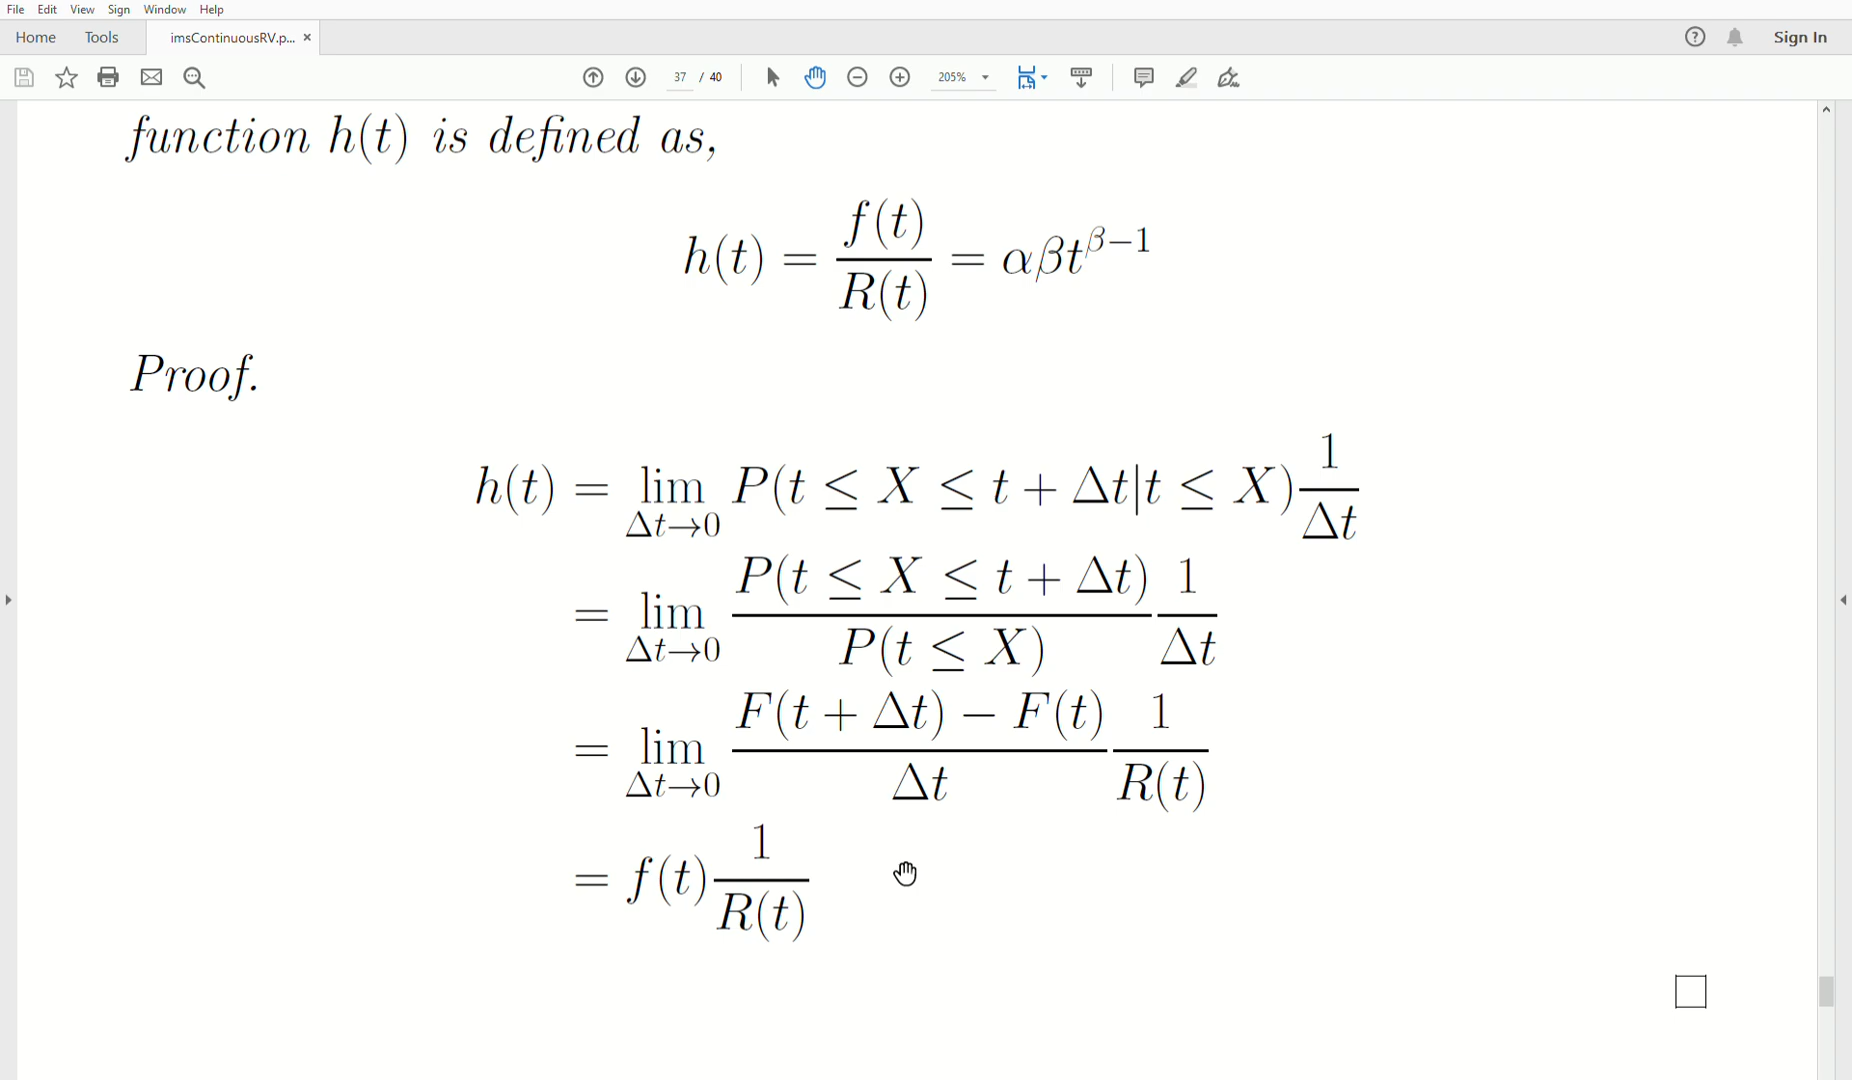 File Edit View Sign Window Help
Home Tools imsContinuousRV.p... × Sign In
37 / 40 205%
function h(t) is defined as,
h(t) = f(t)/R(t) = αβt^{β−1}
Proof.
h(t) = lim_{Δt→0} P(t ≤ X ≤ t + Δt|t ≤ X) 1/Δt
= lim_{Δt→0} P(t ≤ X ≤ t + Δt)/P(t ≤ X) 1/Δt
= lim_{Δt→0} F(t + Δt) − F(t)/Δt 1/R(t)
= f(t) 1/R(t)